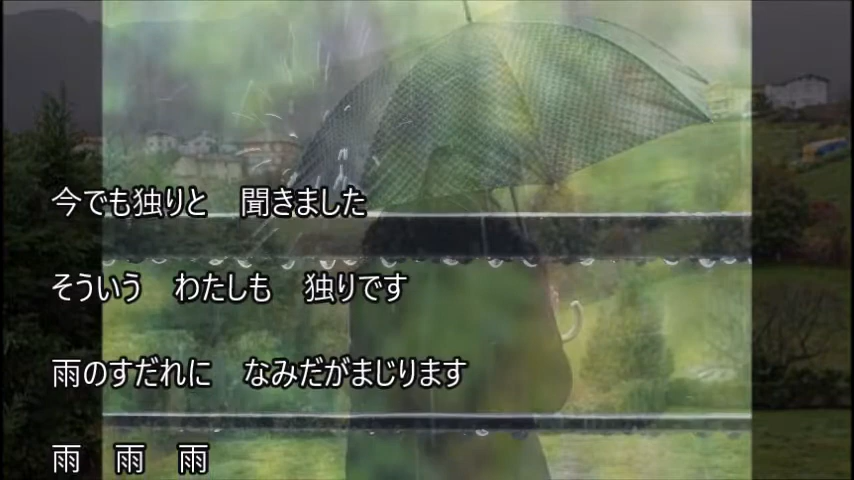 今でも独りと　聞きました
そういう　わたしも　独りです
雨のすだれに　なみだがまじります
雨　雨　雨